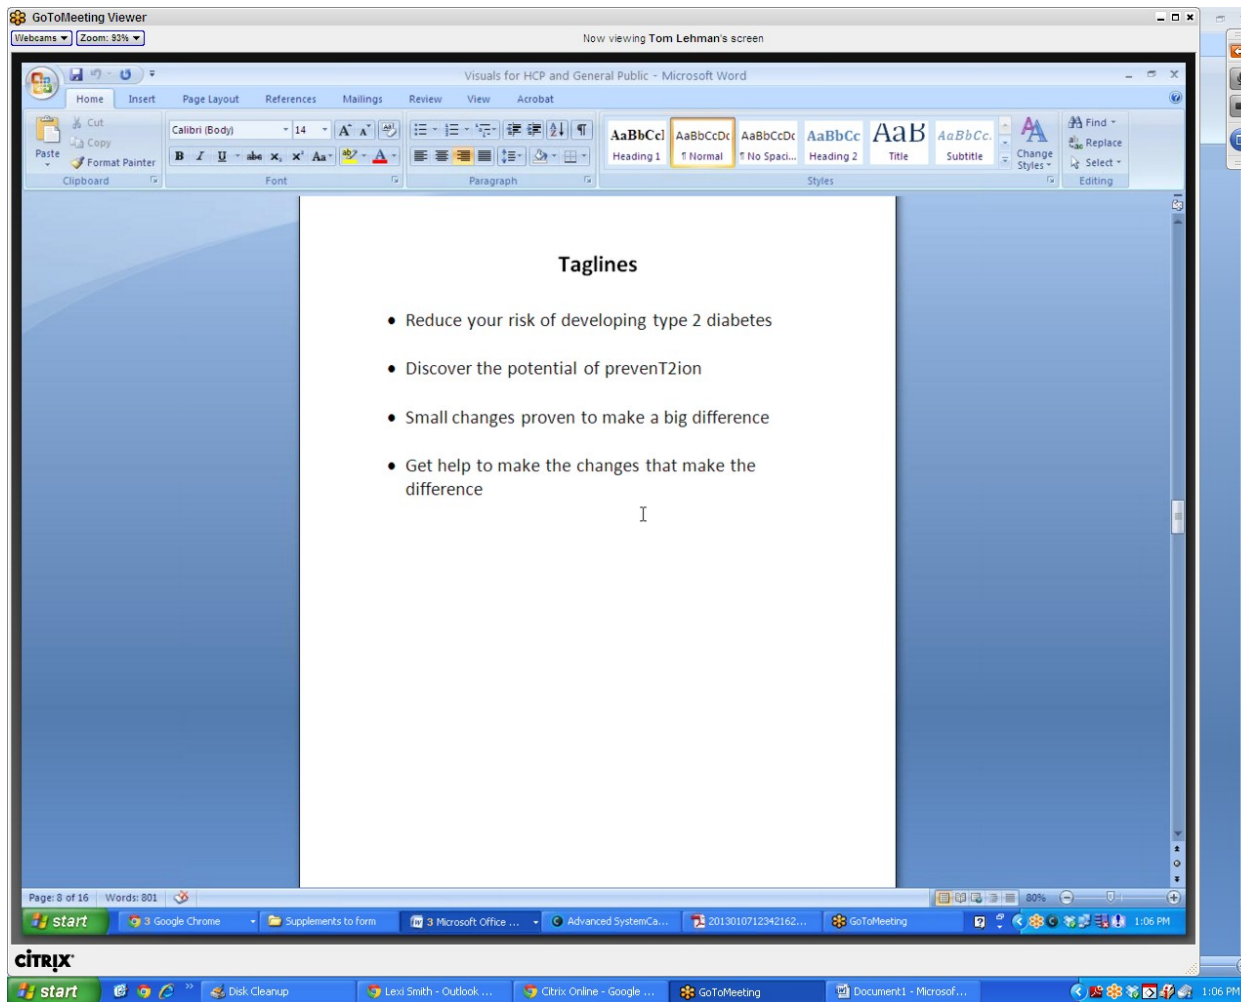 GoToMeeting Viewer
Webcams Zoom: 93% Now viewing Tom Lehman's screen
Visuals for HCP and General Public - Microsoft Word
Home Insert Page Layout References Mailings Review View Acrobat
Cut
Copy
Format Painter
Paste
Clipboard
Calibri (Body) 14
B I U abc x₂ x² Aa A
Font
Paragraph
AaBbCcI AaBbCcDc AaBbCcDc AaBbCc AaB AaBbCc.
Heading 1 ¶ Normal ¶ No Spaci... Heading 2 Title Subtitle
Change
Styles
Styles
Find
Replace
Select
Editing
Taglines
• Reduce your risk of developing type 2 diabetes
• Discover the potential of prevenT2ion
• Small changes proven to make a big difference
• Get help to make the changes that make the
difference
Page: 8 of 16 Words: 801 80%
start 3 Google Chrome Supplements to form 3 Microsoft Office ... Advanced SystemCa... 2013010712342162... GoToMeeting 1:06 PM
CİTRIX
start Disk Cleanup Lexi Smith - Outlook ... Citrix Online - Google ... GoToMeeting Document1 - Microsof... 1:06 PM